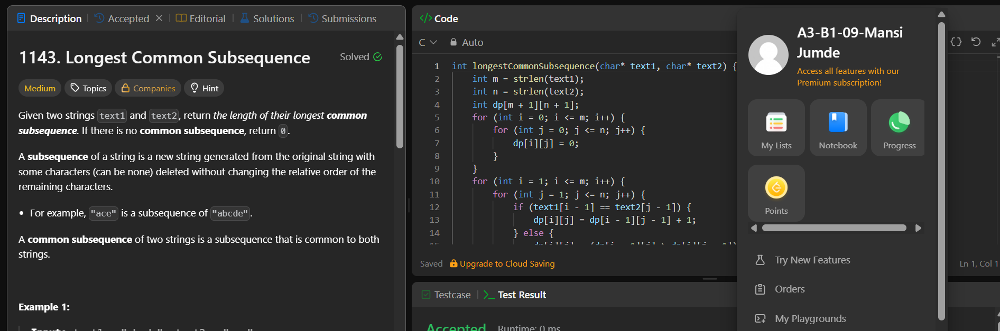 Description
Accepted
Editorial
Solutions
Submissions
1143. Longest Common Subsequence
Solved
Medium
Topics
Companies
Hint
Given two strings text1 and text2, return the length of their longest common
subsequence. If there is no common subsequence, return 0.
A subsequence of a string is a new string generated from the original string with
some characters (can be none) deleted without changing the relative order of the
remaining characters.
• For example, "ace" is a subsequence of "abcde".
A common subsequence of two strings is a subsequence that is common to both
strings.
Example 1:
</> Code
C
Auto
1 int longestCommonSubsequence(char* text1, char* text2) {
2 int m = strlen(text1);
3 int n = strlen(text2);
4 int dp[m + 1][n + 1];
5 for (int i = 0; i <= m; i++) {
6 for (int j = 0; j <= n; j++) {
7 dp[i][j] = 0;
8 }
9 }
10 for (int i = 1; i <= m; i++) {
11 for (int j = 1; j <= n; j++) {
12 if (text1[i - 1] == text2[j - 1]) {
13 dp[i][j] = dp[i - 1][j - 1] + 1;
14 } else {
Saved
Upgrade to Cloud Saving
Ln 1, Col 1
Testcase
Test Result
Accepted
Runtime: 0 ms
A3-B1-09-Mansi
Jumde
Access all features with our
Premium subscription!
My Lists
Notebook
Progress
Points
Try New Features
Orders
My Playgrounds